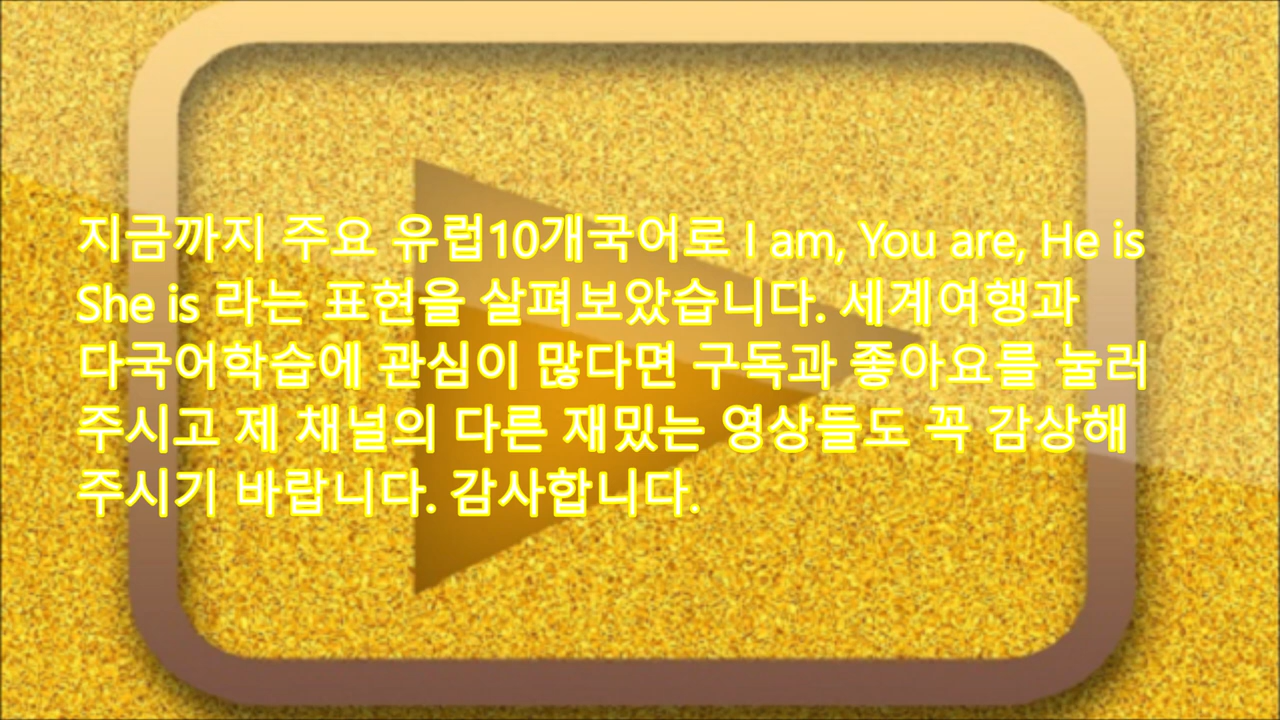 지금까지 주요 유럽10개국어로 I am, You are, He is
She is 라는 표현을 살펴보았습니다. 세계여행과
다국어학습에 관심이 많다면 구독과 좋아요를 눌러
주시고 제 채널의 다른 재밌는 영상들도 꼭 감상해
주시기 바랍니다. 감사합니다.